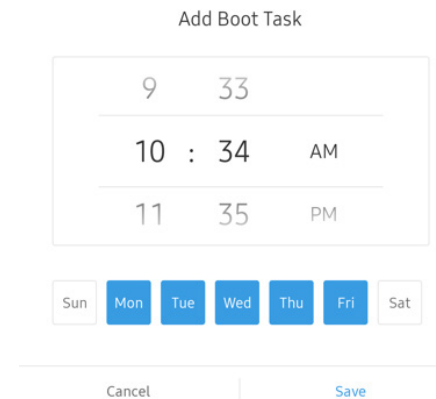 Add Boot Task
9 33
10 : 34 AM
11 35 PM
Sun Mon Tue Wed Thu Fri Sat
Cancel Save